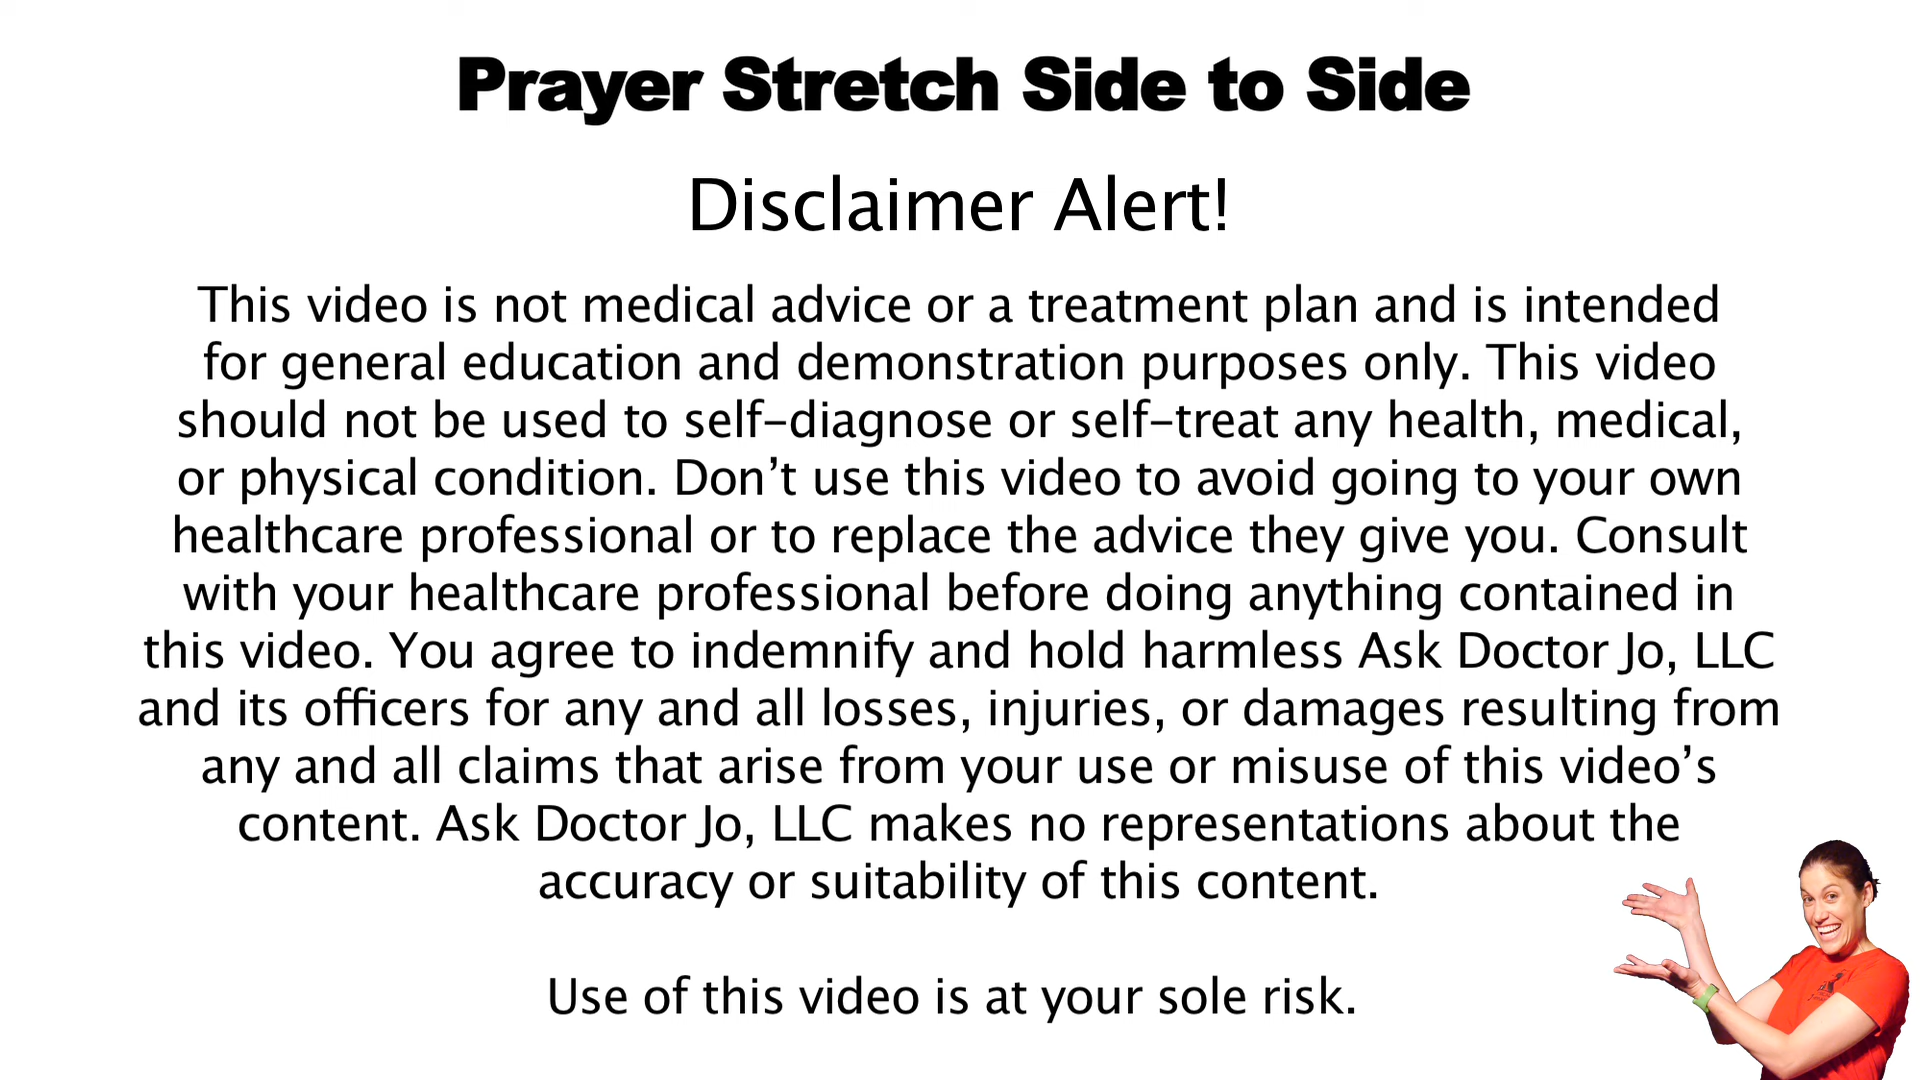 Prayer Stretch Side to Side
Disclaimer Alert!
This video is not medical advice or a treatment plan and is intended
for general education and demonstration purposes only. This video
should not be used to self-diagnose or self-treat any health, medical,
or physical condition. Don’t use this video to avoid going to your own
healthcare professional or to replace the advice they give you. Consult
with your healthcare professional before doing anything contained in
this video. You agree to indemnify and hold harmless Ask Doctor Jo, LLC
and its officers for any and all losses, injuries, or damages resulting from
any and all claims that arise from your use or misuse of this video’s
content. Ask Doctor Jo, LLC makes no representations about the
accuracy or suitability of this content.
Use of this video is at your sole risk.